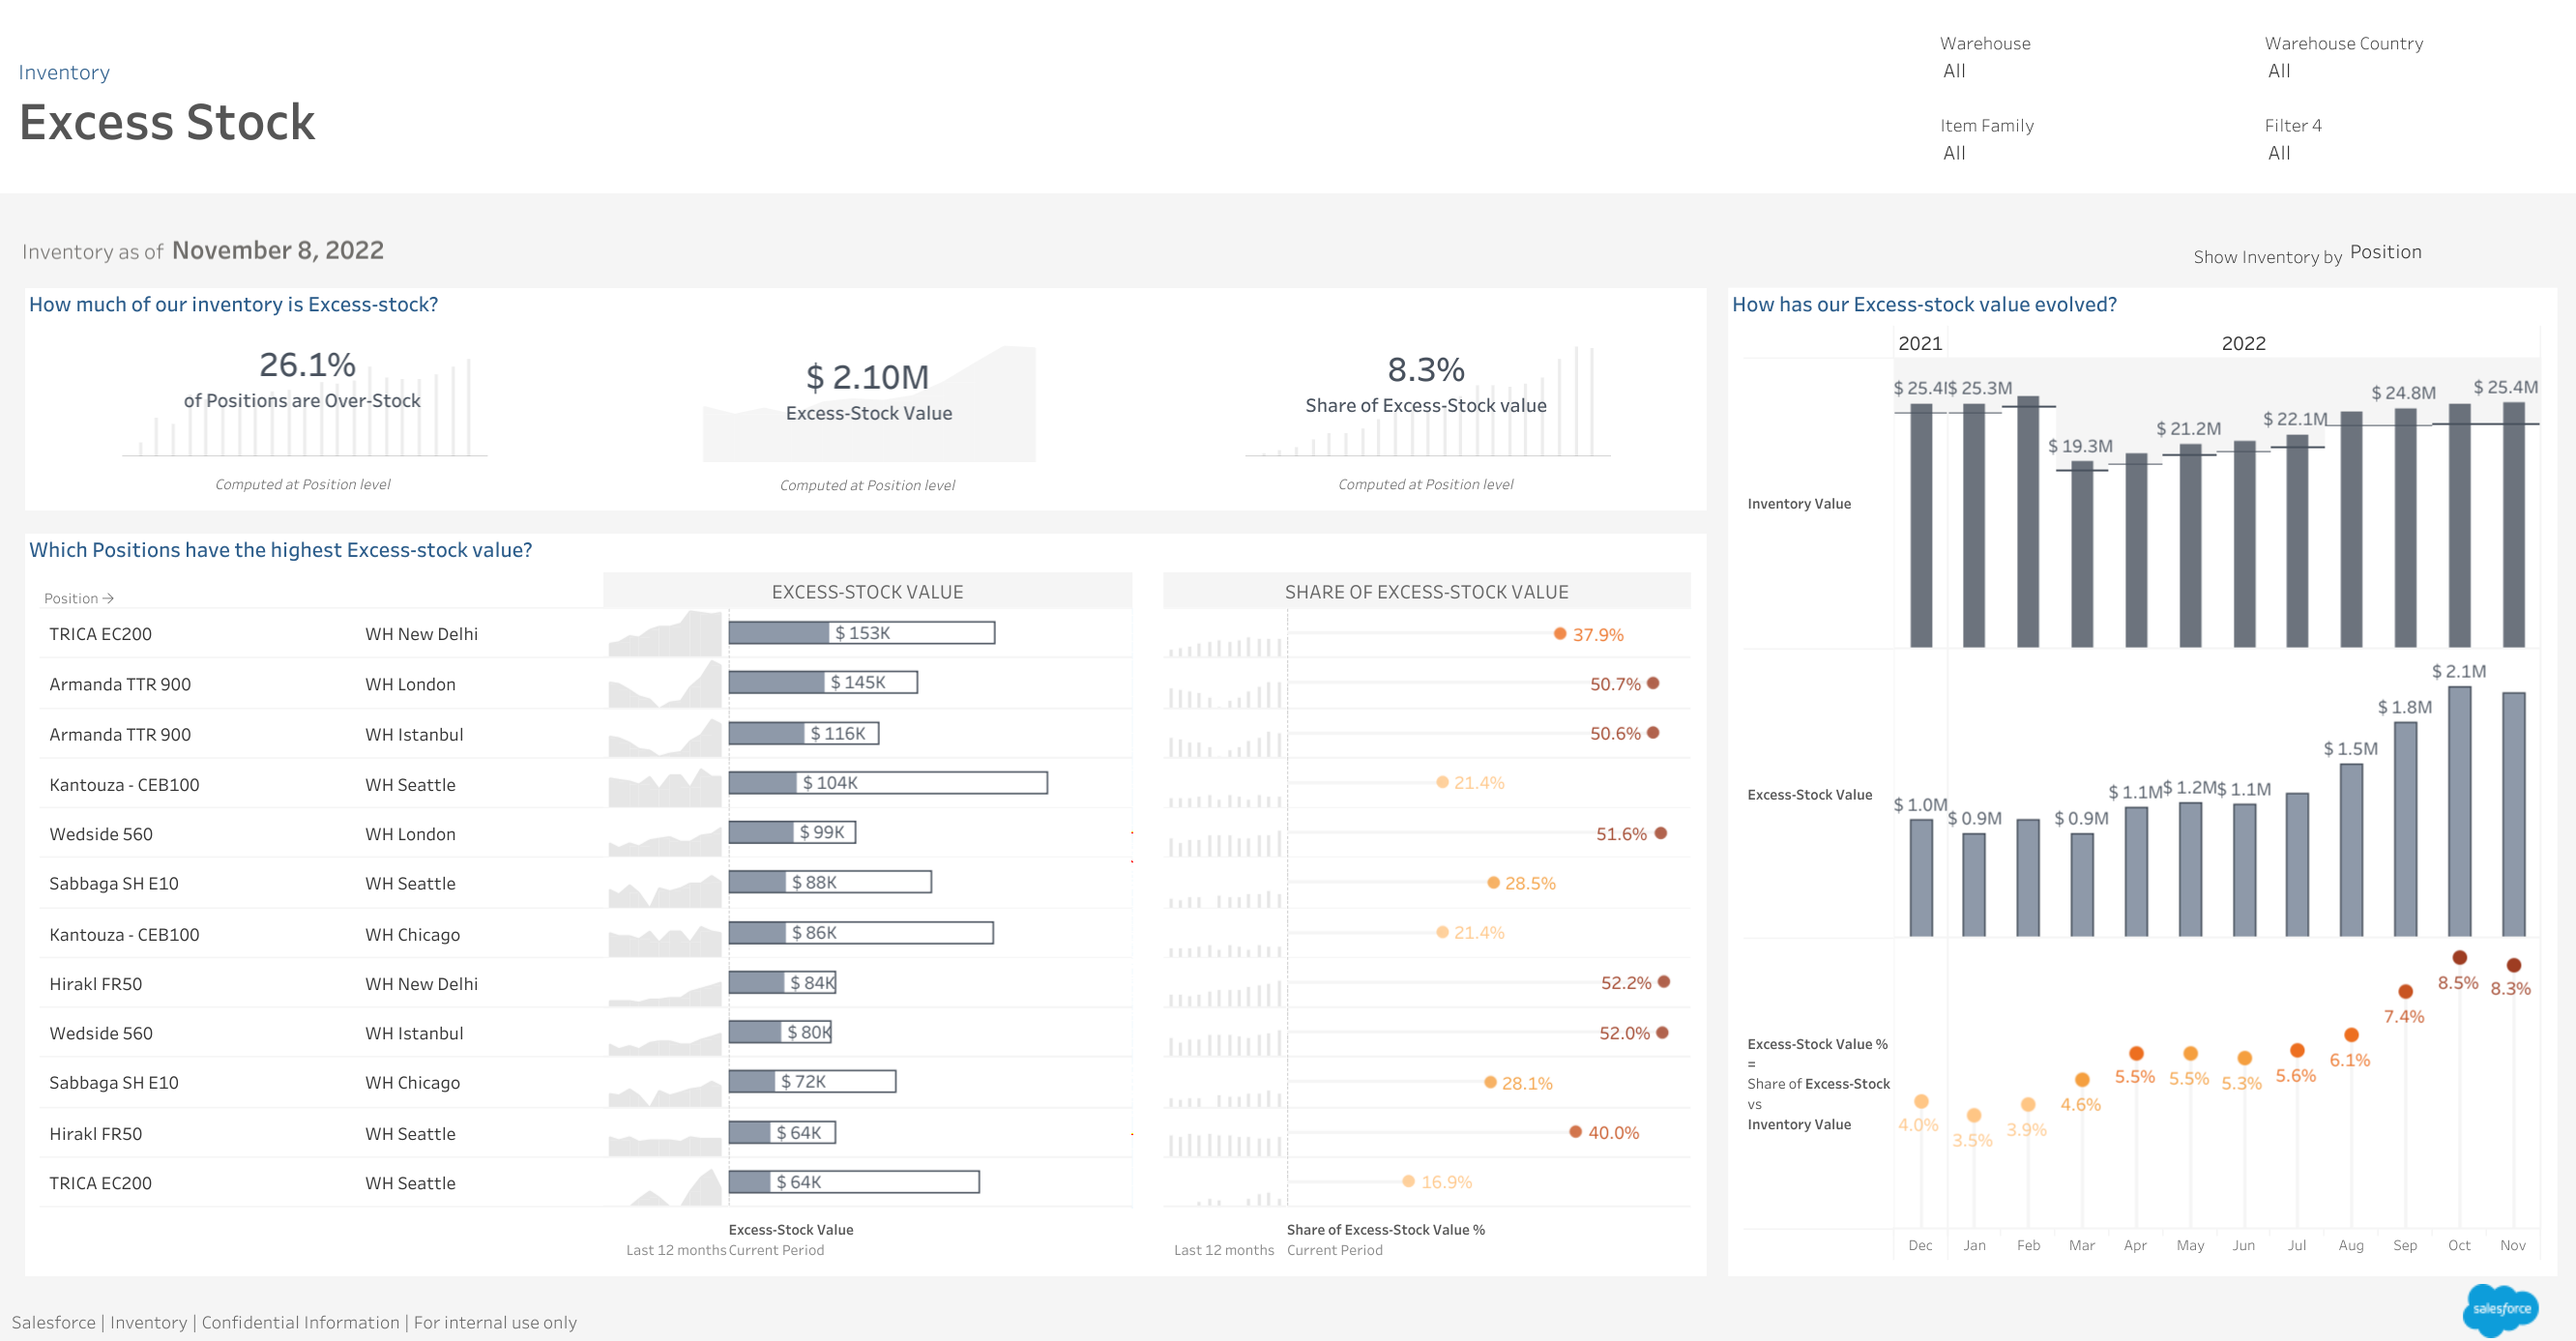 Inventory
Excess Stock
Warehouse
All
Warehouse Country
All
Item Family
All
Filter 4
All
Inventory as of November 8, 2022
Show Inventory by Position
How much of our inventory is Excess-stock?
26.1%
of Positions are Over-Stock
Computed at Position level
$ 2.10M
Excess-Stock Value
Computed at Position level
8.3%
Share of Excess-Stock value
Computed at Position level
Which Positions have the highest Excess-stock value?
Position → EXCESS-STOCK VALUE SHARE OF EXCESS-STOCK VALUE
TRICA EC200 WH New Delhi $ 153K 37.9%
Armanda TTR 900 WH London $ 145K 50.7%
Armanda TTR 900 WH Istanbul $ 116K 50.6%
Kantouza - CEB100 WH Seattle $ 104K 21.4%
Wedside 560 WH London $ 99K 51.6%
Sabbaga SH E10 WH Seattle $ 88K 28.5%
Kantouza - CEB100 WH Chicago $ 86K 21.4%
Hirakl FR50 WH New Delhi $ 84K 52.2%
Wedside 560 WH Istanbul $ 80K 52.0%
Sabbaga SH E10 WH Chicago $ 72K 28.1%
Hirakl FR50 WH Seattle $ 64K 40.0%
TRICA EC200 WH Seattle $ 64K 16.9%
Excess-Stock Value
Last 12 months Current Period
Share of Excess-Stock Value %
Last 12 months Current Period
How has our Excess-stock value evolved?
2021 2022
Inventory Value
$ 25.4 $ 25.3M $ 19.3M $ 21.2M $ 22.1M $ 24.8M $ 25.4M
Excess-Stock Value
$ 1.0M $ 0.9M $ 0.9M $ 1.1M $ 1.2M $ 1.1M $ 1.5M $ 1.8M $ 2.1M
Excess-Stock Value %
=
Share of Excess-Stock
vs
Inventory Value
4.0% 3.5% 3.9% 4.6% 5.5% 5.5% 5.3% 5.6% 6.1% 7.4% 8.5% 8.3%
Dec Jan Feb Mar Apr May Jun Jul Aug Sep Oct Nov
Salesforce | Inventory | Confidential Information | For internal use only
salesforce